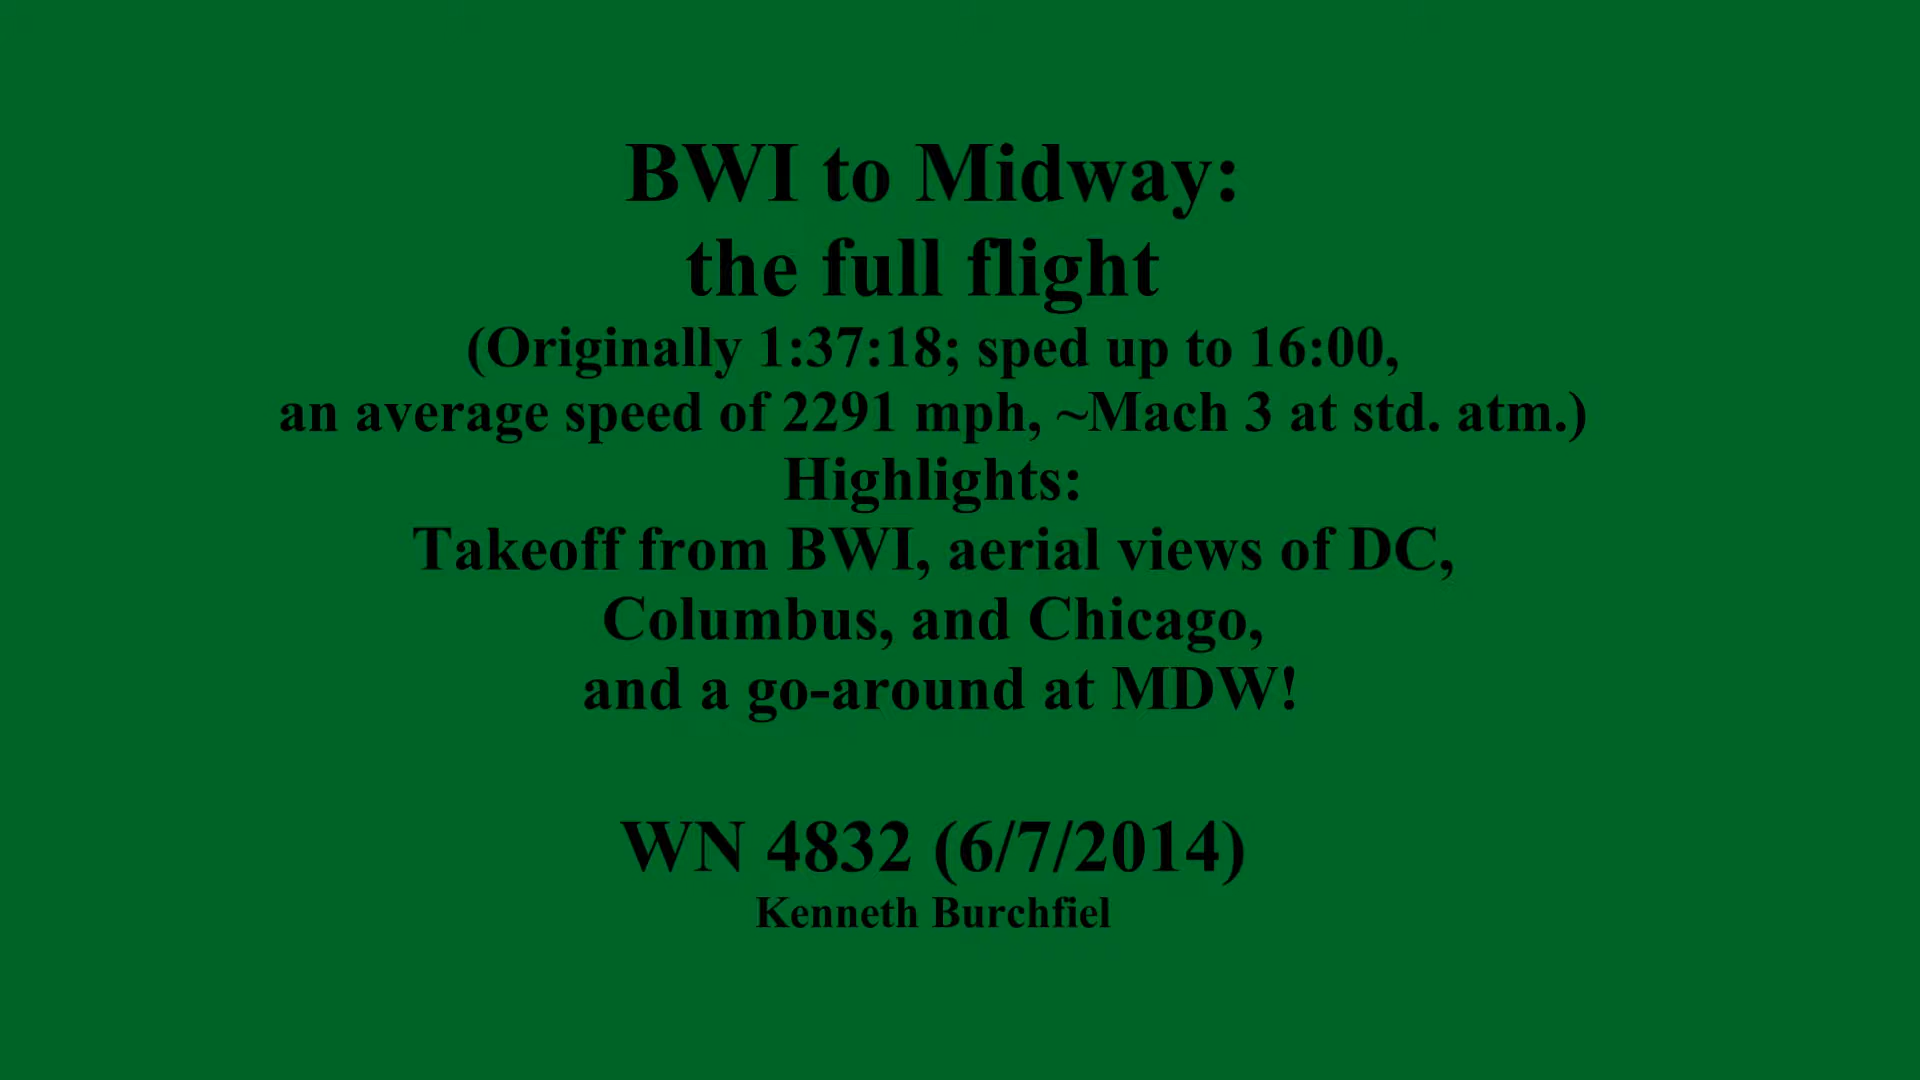 BWI to Midway:
the full flight
(Originally 1:37:18; sped up to 16:00,
an average speed of 2291 mph, ~Mach 3 at std. atm.)
Highlights:
Takeoff from BWI, aerial views of DC,
Columbus, and Chicago,
and a go-around at MDW!
WN 4832 (6/7/2014)
Kenneth Burchfiel